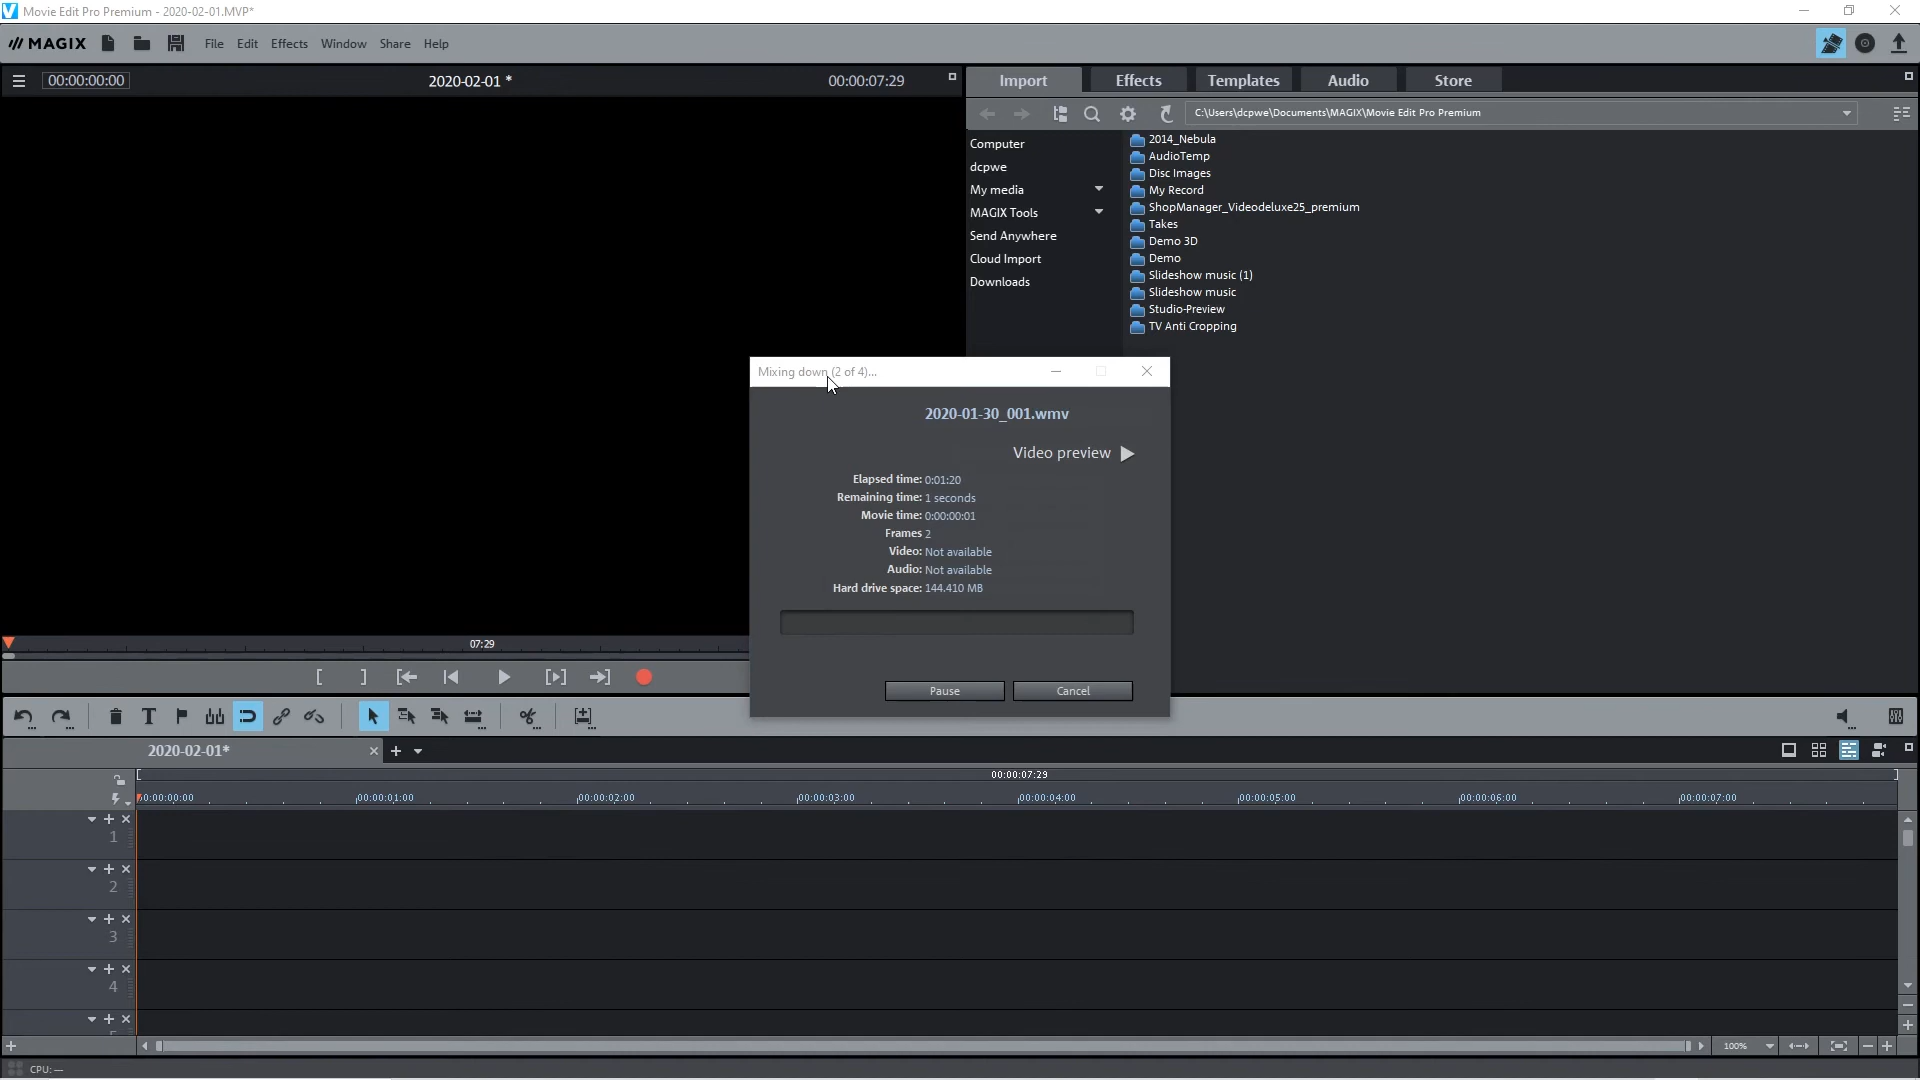 Movie Edit Pro Premium - 2020-02-01.MVP*
MAGIX File Edit Effects Window Share Help
00:00:00:00 2020-02-01 * 00:00:07:29
Import Effects Templates Audio Store
C:\Users\dcpwe\Documents\MAGIX\Movie Edit Pro Premium
Computer
dcpwe
My media
MAGIX Tools
Send Anywhere
Cloud Import
Downloads
2014_Nebula
AudioTemp
Disc Images
My Record
ShopManager_Videodeluxe25_premium
Takes
Demo 3D
Demo
Slideshow music (1)
Slideshow music
Studio-Preview
TV Anti Cropping
Mixing down (2 of 4)...
2020-01-30_001.wmv
Video preview
Elapsed time: 0:01:20
Remaining time: 1 seconds
Movie time: 0:00:00:01
Frames 2
Video: Not available
Audio: Not available
Hard drive space: 144.410 MB
Pause Cancel
07:29
2020-02-01*
00:00:07:29
00:00:00:00 00:00:01:00 00:00:02:00 00:00:03:00 00:00:04:00 00:00:05:00 00:00:06:00 00:00:07:00
1
2
3
4
100%
CPU: —